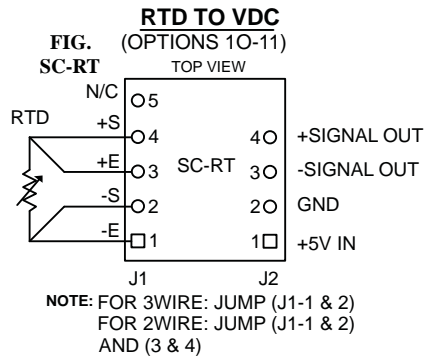 RTD TO VDC
FIG. (OPTIONS 1O-11)
SC-RT TOP VIEW
N/C 5
RTD +S 4 4 +SIGNAL OUT
+E 3 SC-RT 3 -SIGNAL OUT
-S 2 2 GND
-E 1 1 +5V IN
J1 J2
NOTE: FOR 3WIRE: JUMP (J1-1 & 2)
FOR 2WIRE: JUMP (J1-1 & 2)
AND (3 & 4)